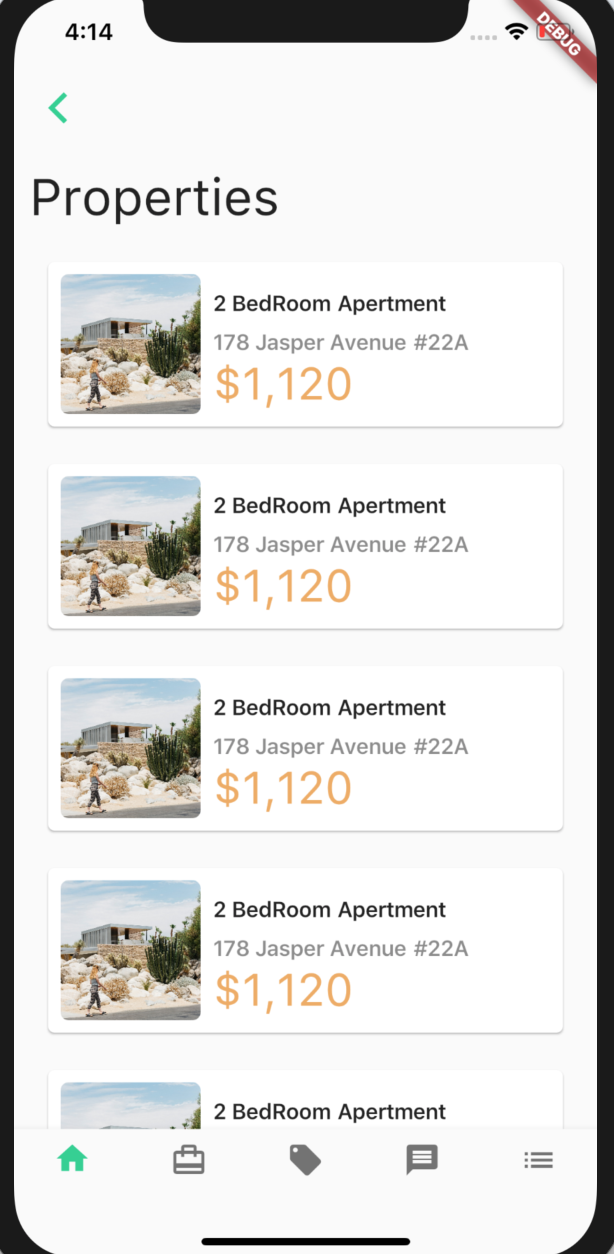 4:14
DEBUG
Properties
2 BedRoom Apertment
178 Jasper Avenue #22A
$1,120
2 BedRoom Apertment
178 Jasper Avenue #22A
$1,120
2 BedRoom Apertment
178 Jasper Avenue #22A
$1,120
2 BedRoom Apertment
178 Jasper Avenue #22A
$1,120
2 BedRoom Apertment